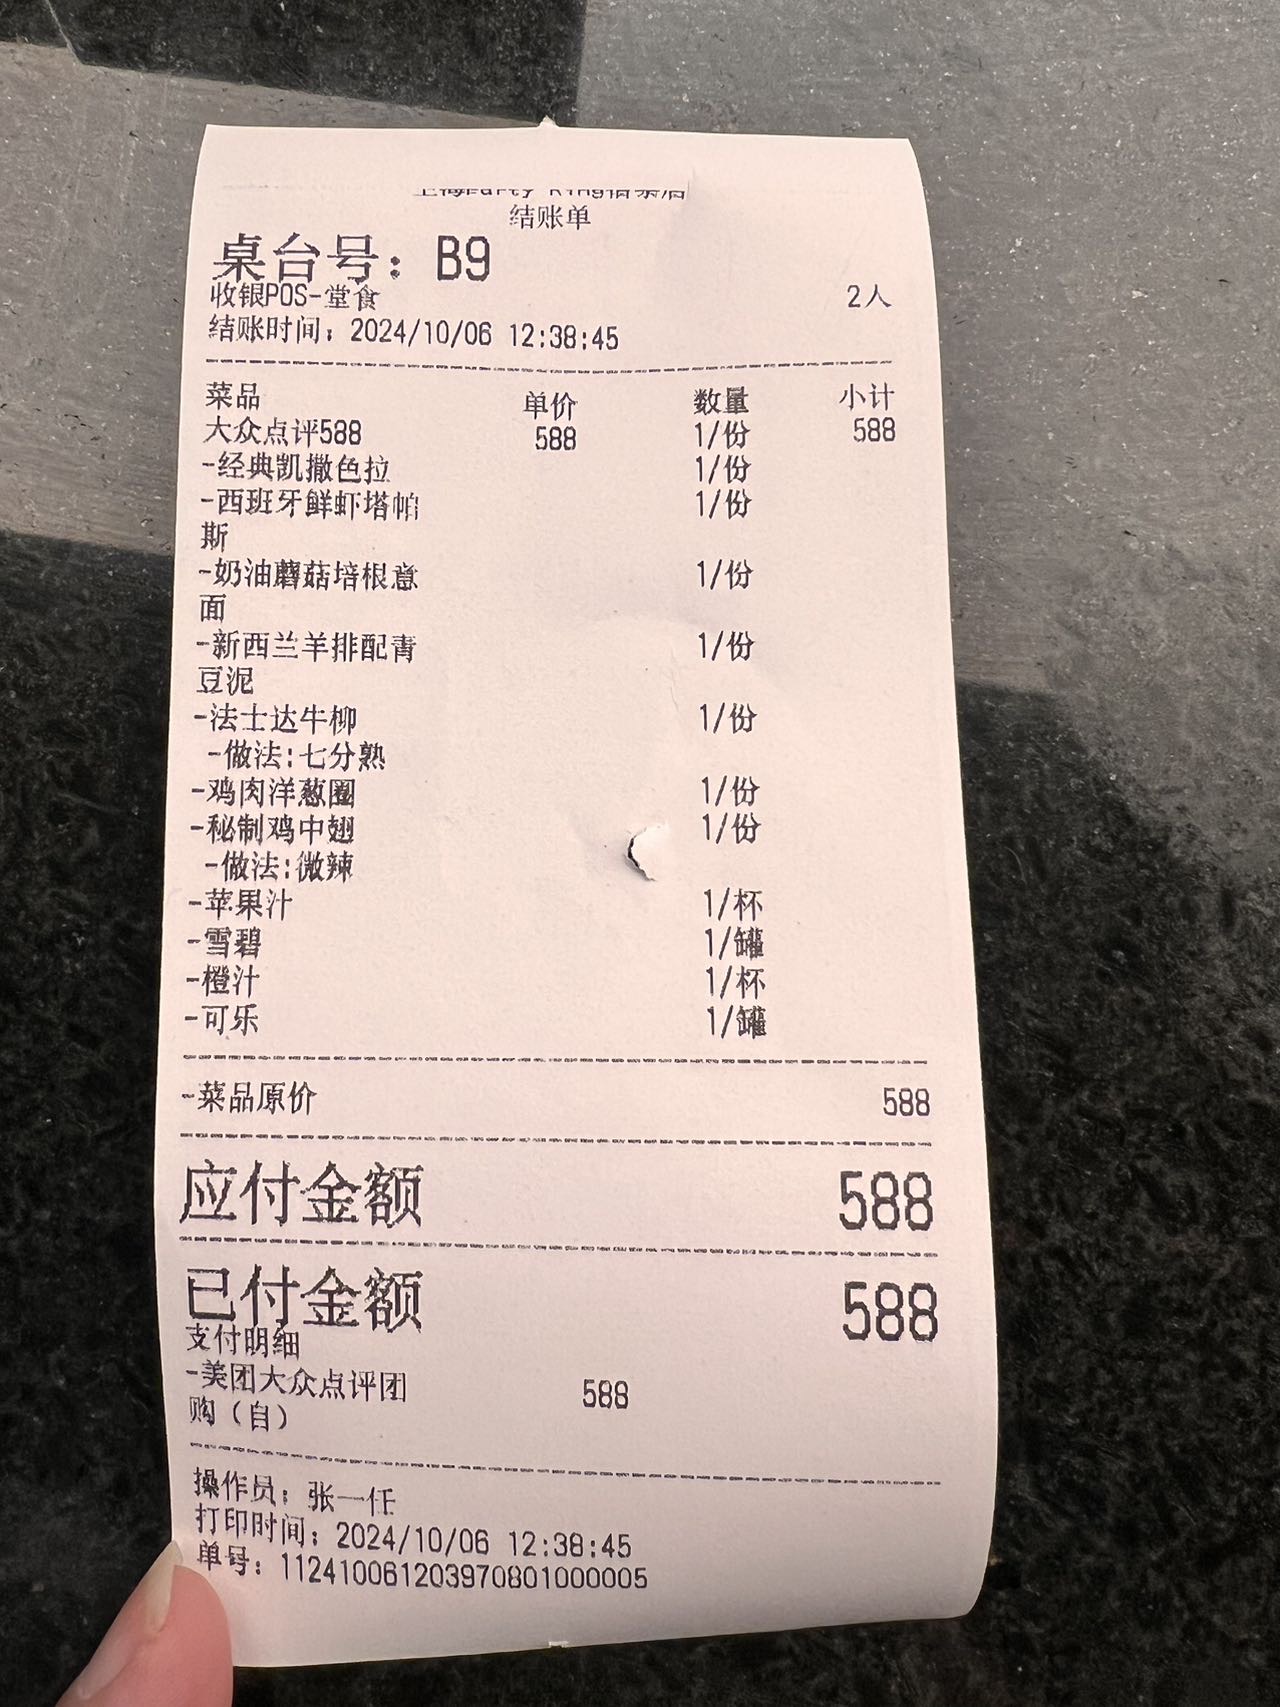 结账单
桌台号：B9
收银POS-堂食 2人
结账时间：2024/10/06 12:38:45
菜品 单价 数量 小计
大众点评588 588 1/份 588
-经典凯撒色拉 1/份
-西班牙鲜虾塔帕 1/份
斯
-奶油蘑菇培根意 1/份
面
-新西兰羊排配青 1/份
豆泥
-法士达牛柳 1/份
-做法:七分熟
-鸡肉洋葱圈 1/份
-秘制鸡中翅 1/份
-做法:微辣
-苹果汁 1/杯
-雪碧 1/罐
-橙汁 1/杯
-可乐 1/罐
-菜品原价 588
应付金额 588
已付金额 588
支付明细
-美团大众点评团 588
购（自）
操作员：张一任
打印时间：2024/10/06 12:38:45
单号：112410061203970801000005